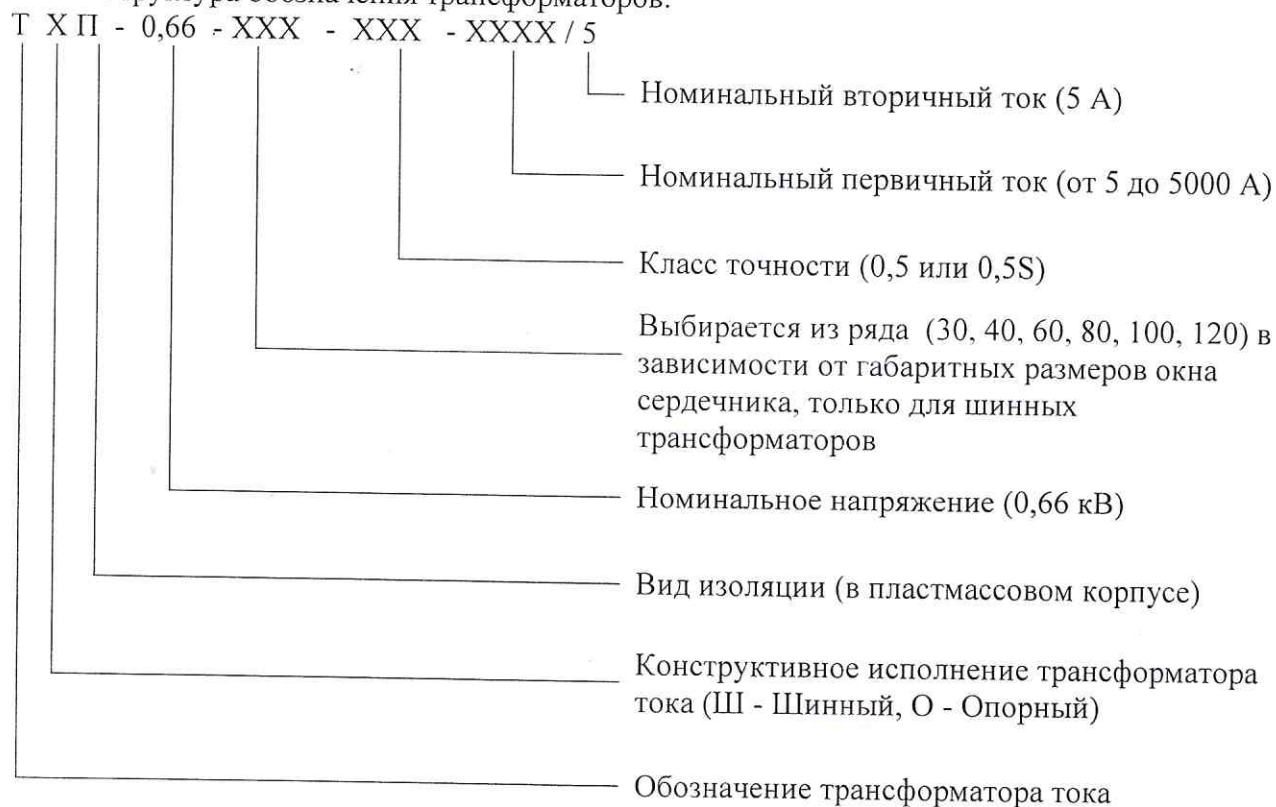 обозначения трансформаторов.
Т Х П - 0,66 - ХХХ - ХХХ - ХХХХ / 5
Номинальный вторичный ток (5 А)
Номинальный первичный ток (от 5 до 5000 А)
Класс точности (0,5 или 0,5S)
Выбирается из ряда (30, 40, 60, 80, 100, 120) в
зависимости от габаритных размеров окна
сердечника, только для шинных
трансформаторов
Номинальное напряжение (0,66 кВ)
Вид изоляции (в пластмассовом корпусе)
Конструктивное исполнение трансформатора
тока (Ш - Шинный, О - Опорный)
Обозначение трансформатора тока